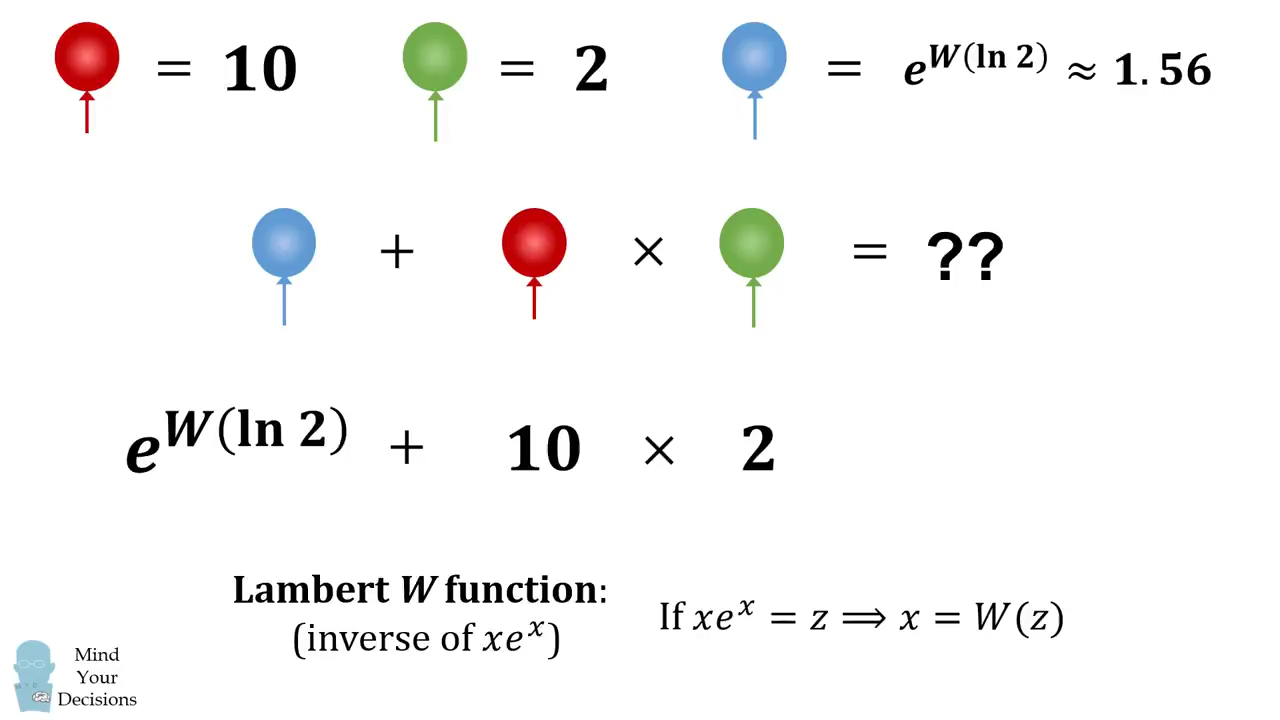 = 10 = 2 = e^{W(ln 2)} ≈ 1.56
+ × = ??
e^{W(ln 2)} + 10 × 2
Lambert W function:
(inverse of xe^x)
If xe^x = z ⟹ x = W(z)
Mind
Your
Decisions